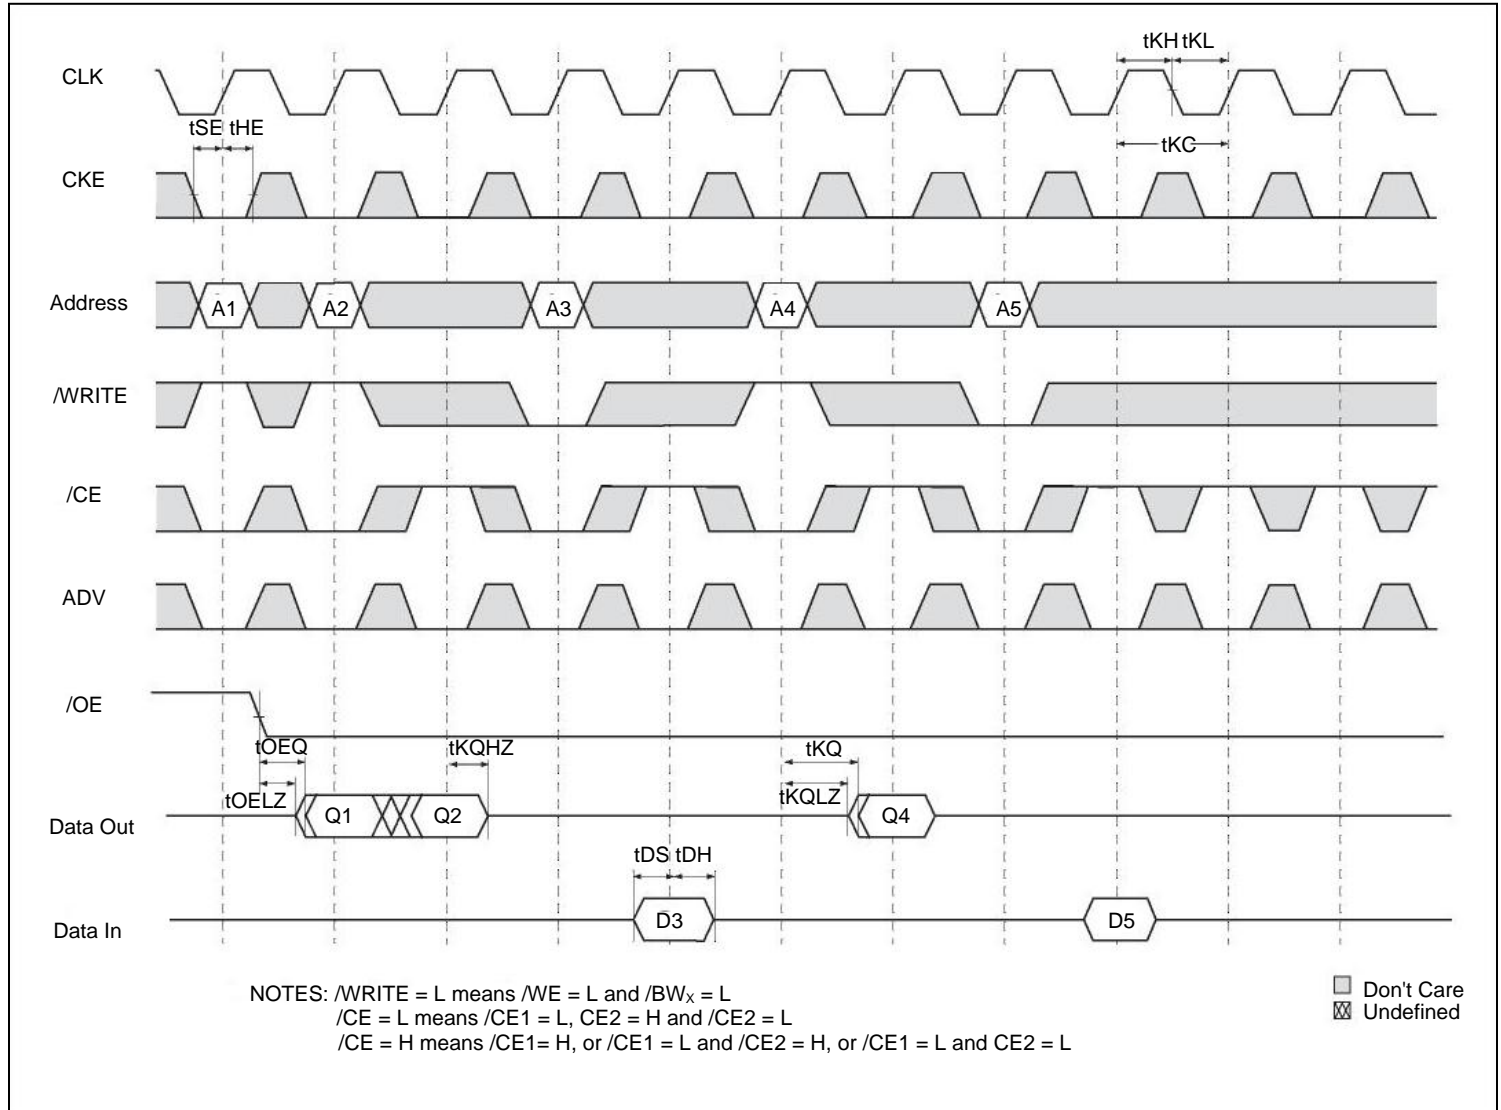 tKH tKL
CLK
tSE tHE
tKC
CKE
Address
A1
A2
A3
A4
A5
/WRITE
/CE
ADV
/OE
tOEQ
tKQHZ
tKQ
tOELZ
tKQLZ
Q1
Q2
Q4
Data Out
tDS tDH
D3
D5
Data In
NOTES: /WRITE = L means /WE = L and /BWX = L
/CE = L means /CE1 = L, CE2 = H and /CE2 = L
/CE = H means /CE1= H, or /CE1 = L and /CE2 = H, or /CE1 = L and CE2 = L
Don't Care
Undefined